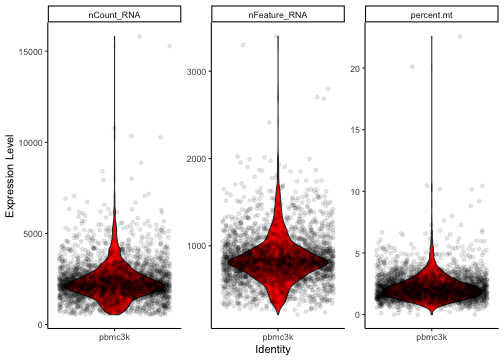 nCount_RNA
nFeature_RNA
percent.mt
Expression Level
15000
10000
5000
0
3000
2000
1000
20
15
10
5
0
pbmc3k
pbmc3k
pbmc3k
Identity